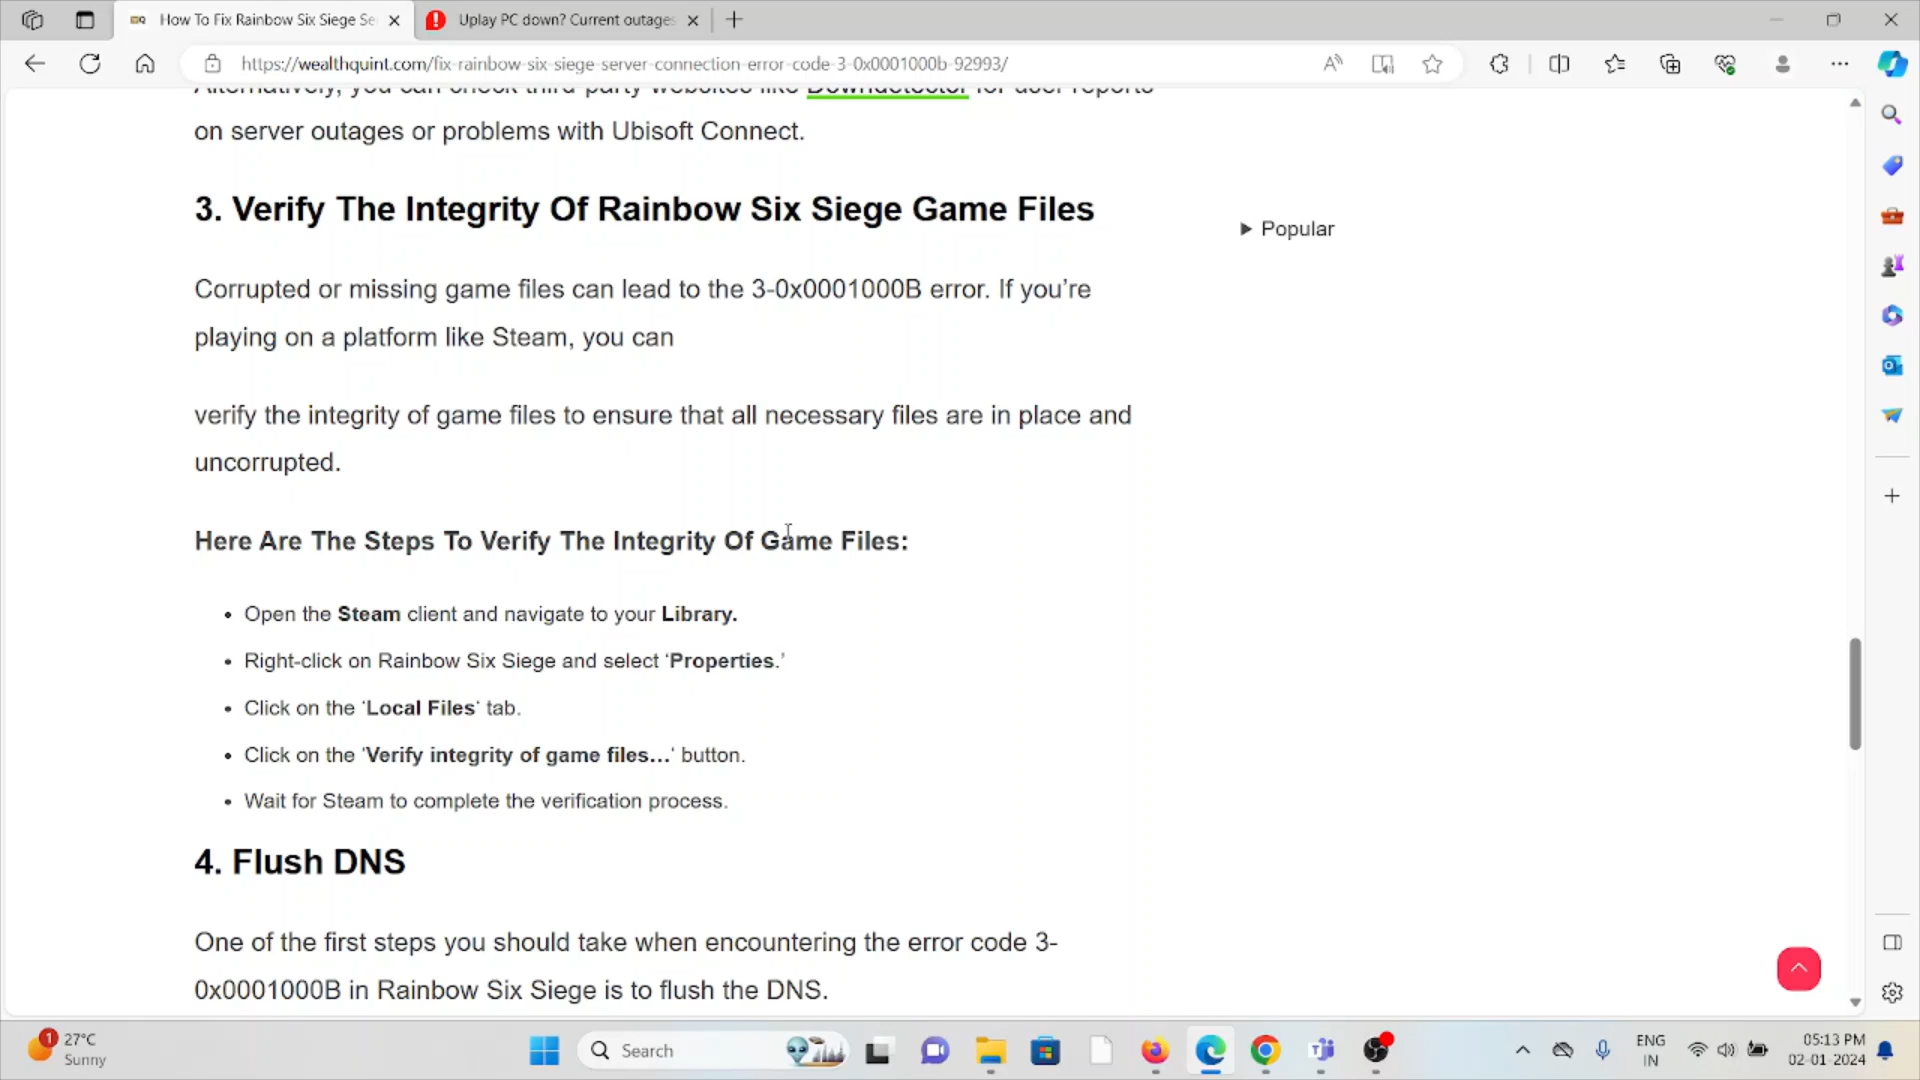 How To Fix Rainbow Six Siege Se
Uplay PC down? Current outages
https://wealthquint.com/fix-rainbow-six-siege-server-connection-error-code-3-0x0001000b-92993/
Alternatively, you can check third-party websites like Downdetector for user reports
on server outages or problems with Ubisoft Connect.
3. Verify The Integrity Of Rainbow Six Siege Game Files
Popular
Corrupted or missing game files can lead to the 3-0x0001000B error. If you’re
playing on a platform like Steam, you can
verify the integrity of game files to ensure that all necessary files are in place and
uncorrupted.
Here Are The Steps To Verify The Integrity Of Game Files:
• Open the Steam client and navigate to your Library.
• Right-click on Rainbow Six Siege and select ‘Properties.’
• Click on the ‘Local Files‘ tab.
• Click on the ‘Verify integrity of game files…’ button.
• Wait for Steam to complete the verification process.
4. Flush DNS
One of the first steps you should take when encountering the error code 3-
0x0001000B in Rainbow Six Siege is to flush the DNS.
1
27°C
Sunny
Search
ENG
IN
05:13 PM
02-01-2024